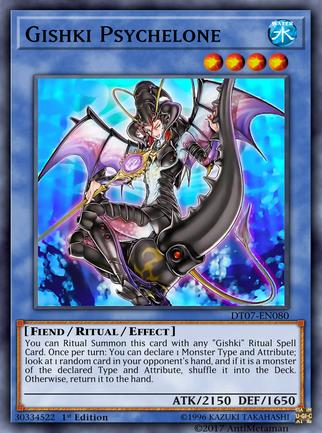 Gishki Psychelone
WATER
水
DT07-EN080
[Fiend / Ritual / Effect]
You can Ritual Summon this card with any "Gishki" Ritual Spell
Card. Once per turn: You can declare 1 Monster Type and Attribute;
look at 1 random card in your opponent's hand, and if it is a monster
of the declared Type and Attribute, shuffle it into the Deck.
Otherwise, return it to the hand.
ATK/2150 DEF/1650
30334522 1st Edition ©1996 KAZUKI TAKAHASHI
©2017 AntiMetaman